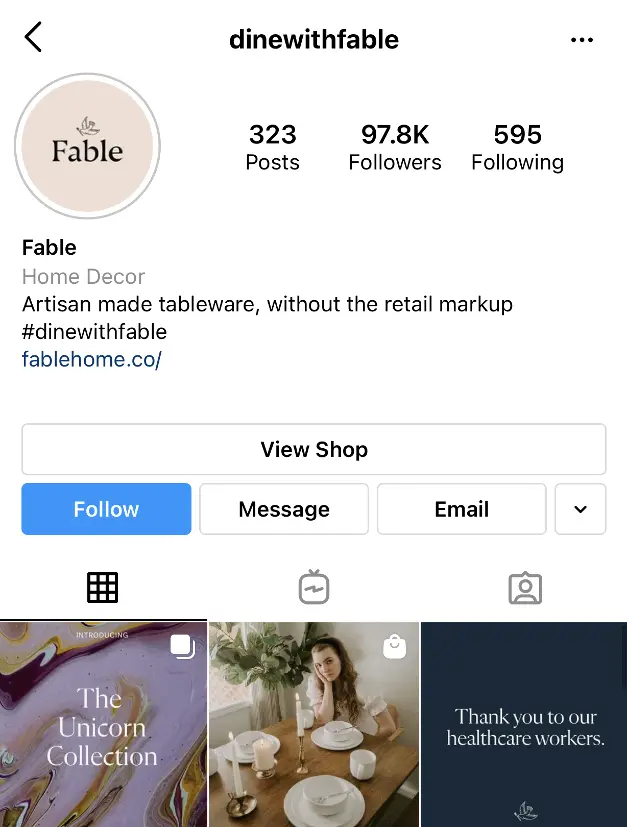 dinewithfable
Fable
323
Posts
97.8K
Followers
595
Following
Fable
Home Decor
Artisan made tableware, without the retail markup
#dinewithfable
fablehome.co/
View Shop
Follow
Message
Email
INTRODUCING
The
Unicorn
Collection
Thank you to our
healthcare workers.